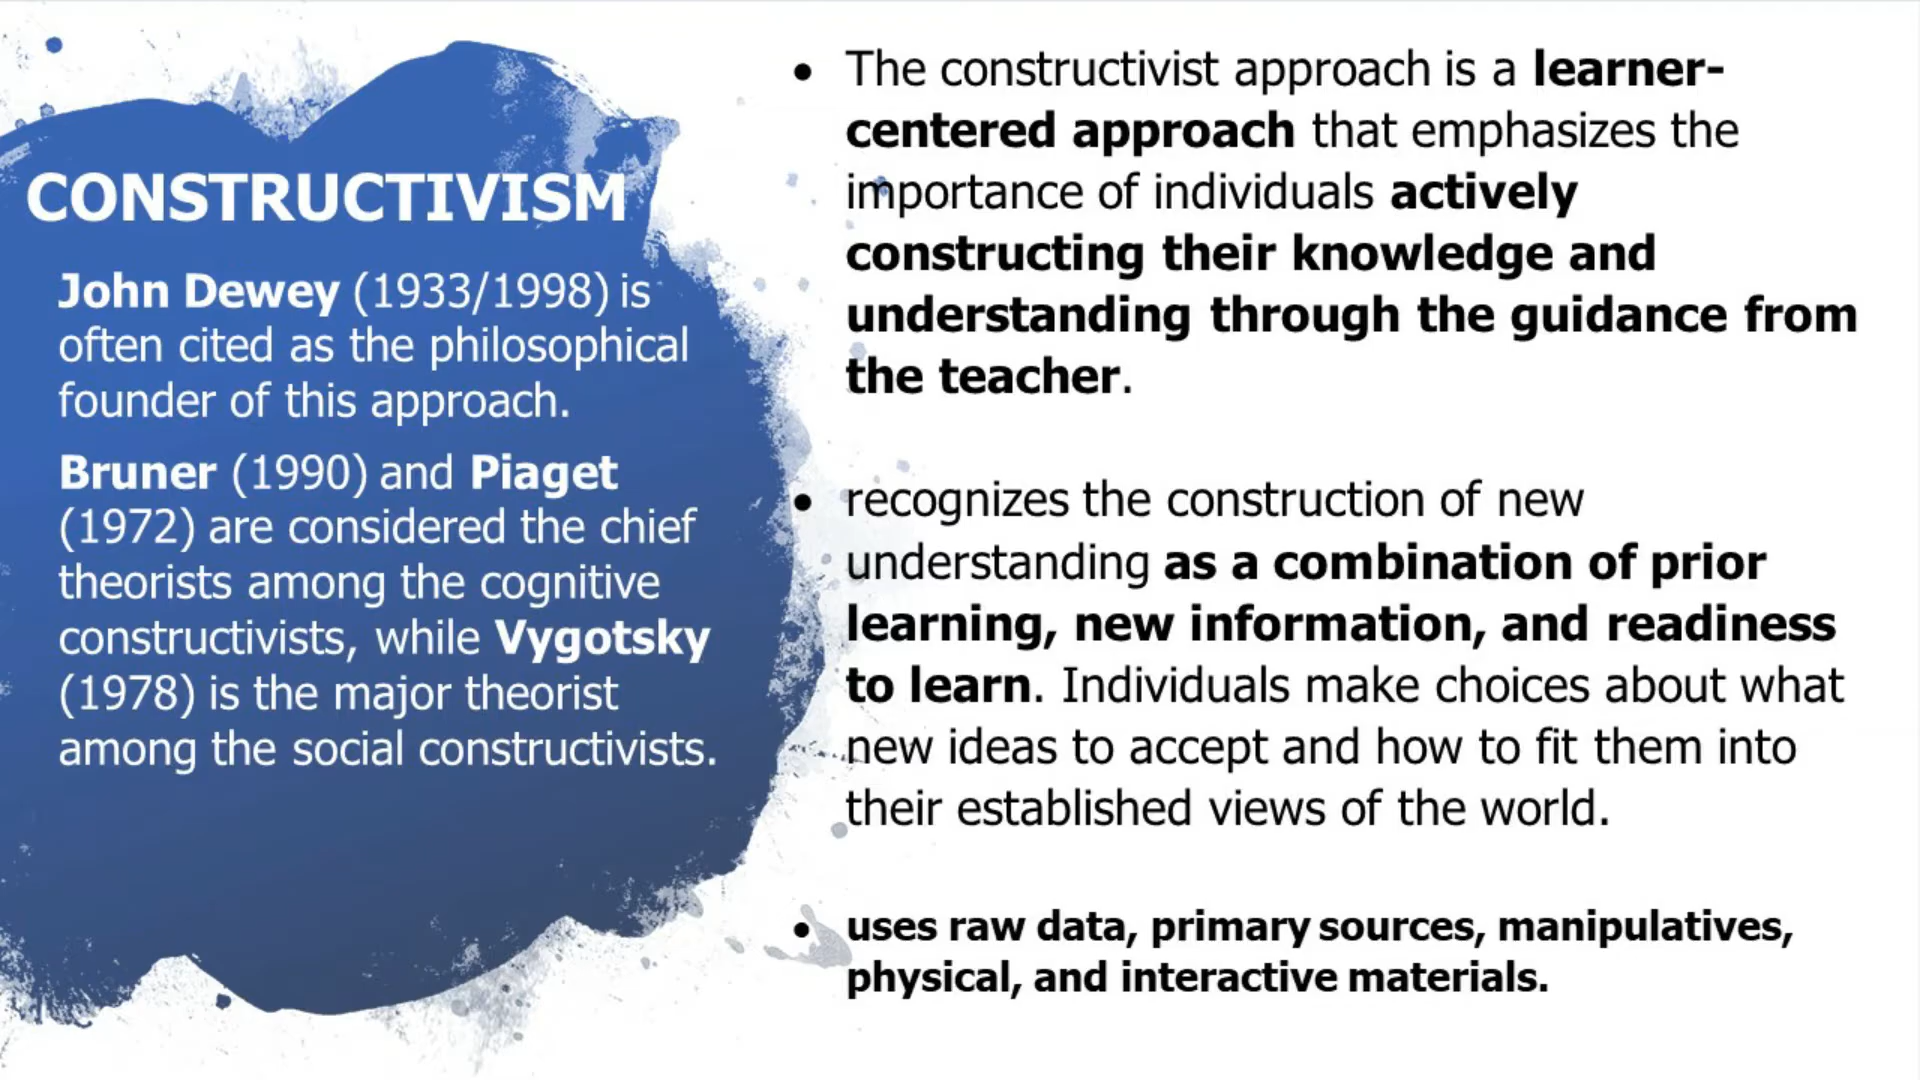 CONSTRUCTIVISM
John Dewey (1933/1998) is
often cited as the philosophical
founder of this approach.
Bruner (1990) and Piaget
(1972) are considered the chief
theorists among the cognitive
constructivists, while Vygotsky
(1978) is the major theorist
among the social constructivists.
• The constructivist approach is a learner-
centered approach that emphasizes the
importance of individuals actively
constructing their knowledge and
understanding through the guidance from
the teacher.
• recognizes the construction of new
understanding as a combination of prior
learning, new information, and readiness
to learn. Individuals make choices about what
new ideas to accept and how to fit them into
their established views of the world.
• uses raw data, primary sources, manipulatives,
physical, and interactive materials.